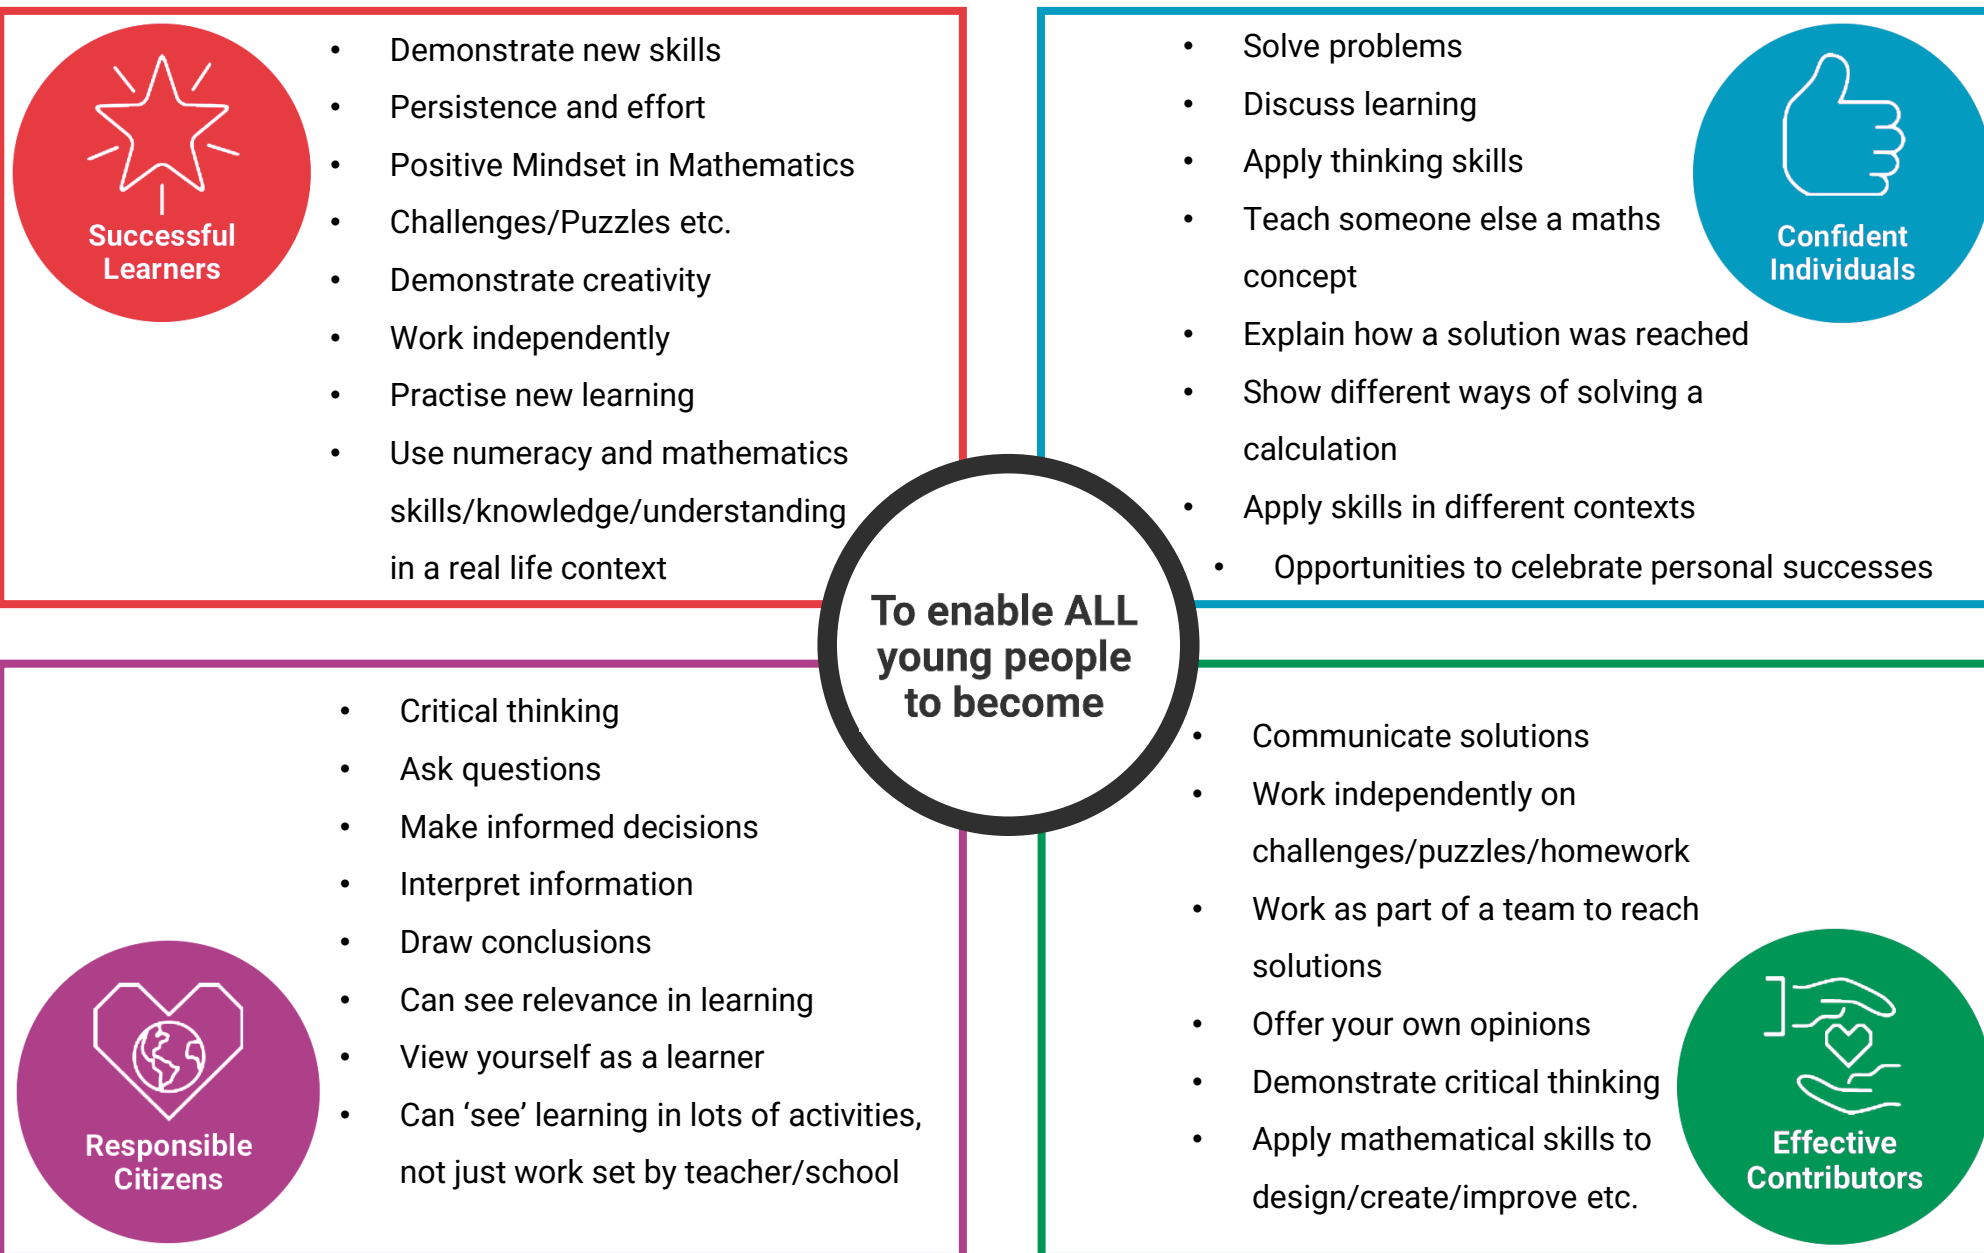 Successful
Learners
• Demonstrate new skills
• Persistence and effort
• Positive Mindset in Mathematics
• Challenges/Puzzles etc.
• Demonstrate creativity
• Work independently
• Practise new learning
• Use numeracy and mathematics
skills/knowledge/understanding
in a real life context
• Solve problems
• Discuss learning
• Apply thinking skills
• Teach someone else a maths
concept
• Explain how a solution was reached
• Show different ways of solving a
calculation
• Apply skills in different contexts
• Opportunities to celebrate personal successes
Confident
Individuals
To enable ALL
young people
to become
• Critical thinking
• Ask questions
• Make informed decisions
• Interpret information
• Draw conclusions
• Can see relevance in learning
• View yourself as a learner
• Can ‘see’ learning in lots of activities,
not just work set by teacher/school
Responsible
Citizens
• Communicate solutions
• Work independently on
challenges/puzzles/homework
• Work as part of a team to reach
solutions
• Offer your own opinions
• Demonstrate critical thinking
• Apply mathematical skills to
design/create/improve etc.
Effective
Contributors